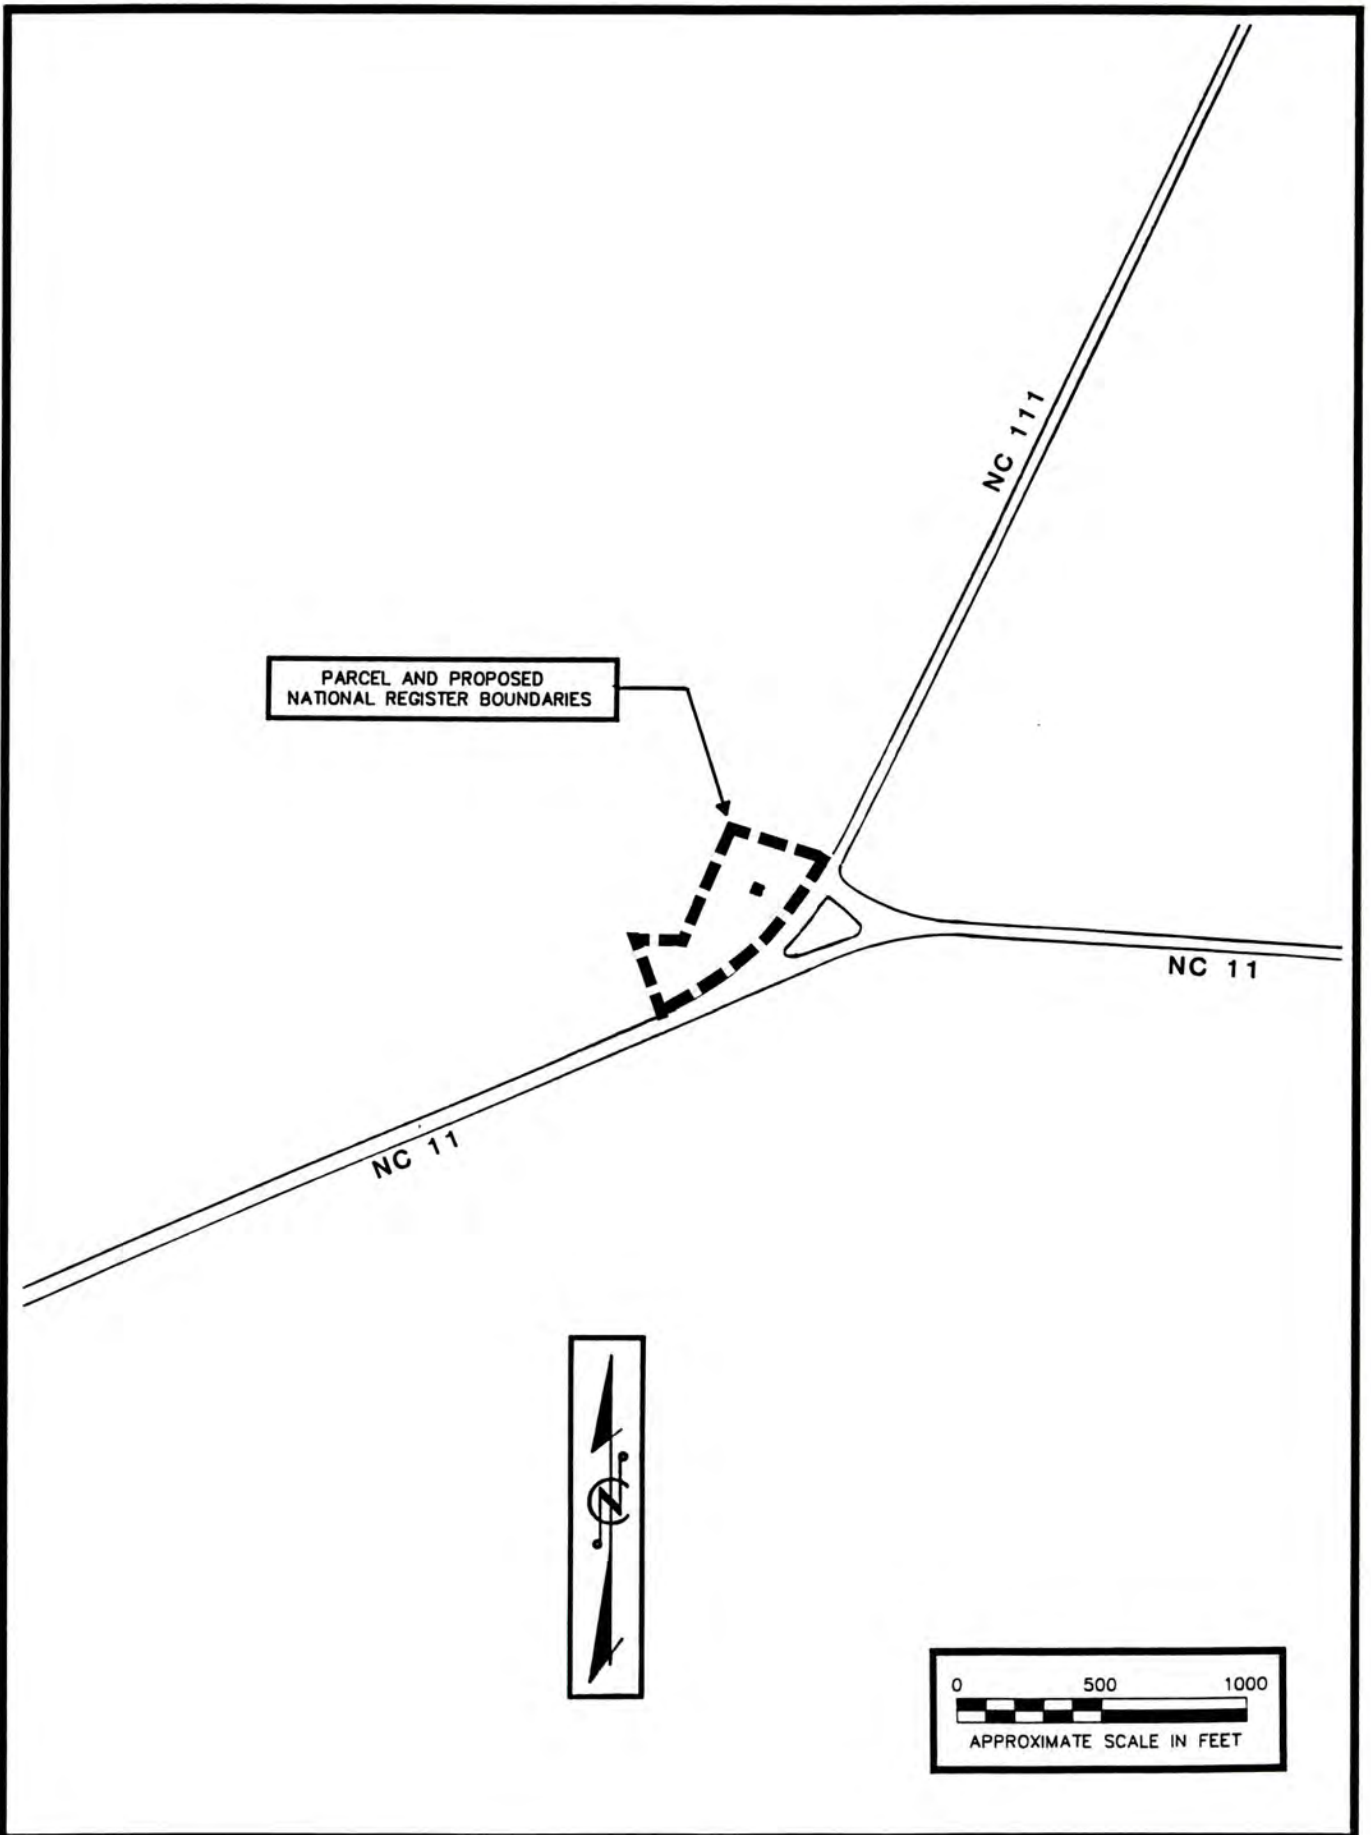 NC 111
PARCEL AND PROPOSED
NATIONAL REGISTER BOUNDARIES
NC 11
NC 11
N
0 500 1000
APPROXIMATE SCALE IN FEET